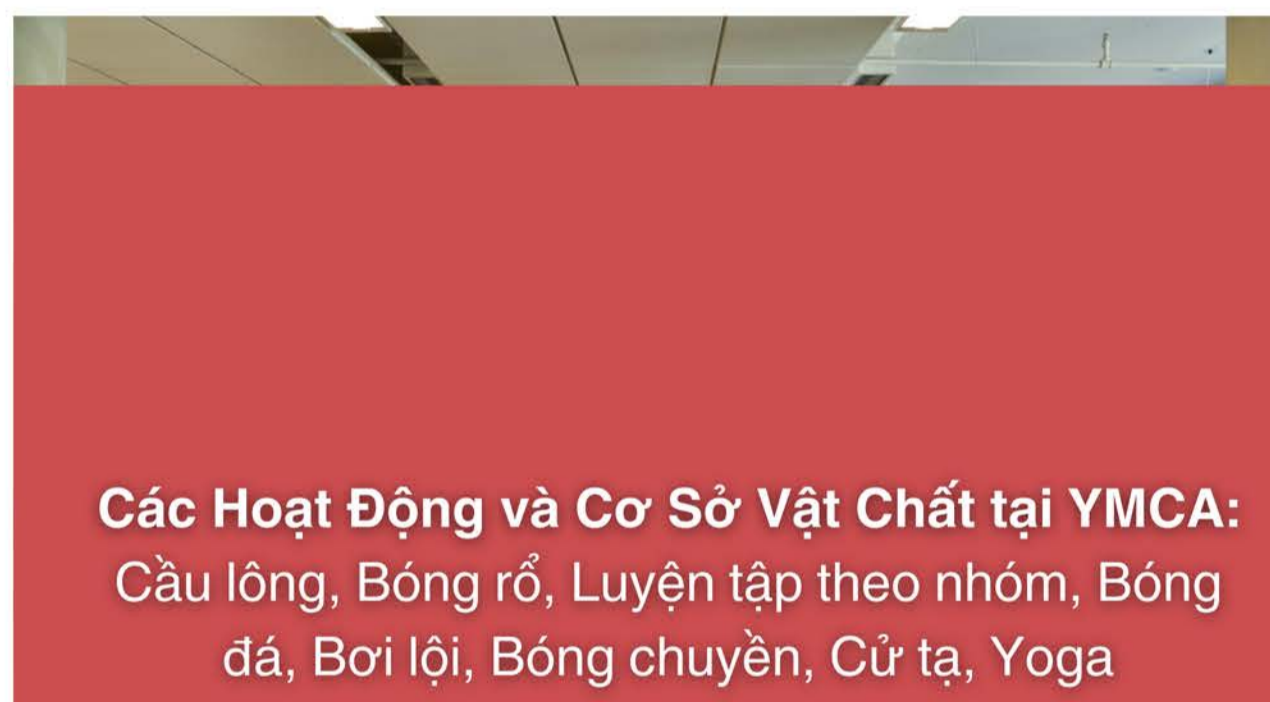 Các Hoạt Động và Cơ Sở Vật Chất tại YMCA:
Cầu lông, Bóng rổ, Luyện tập theo nhóm, Bóng
đá, Bơi lội, Bóng chuyền, Cử tạ, Yoga